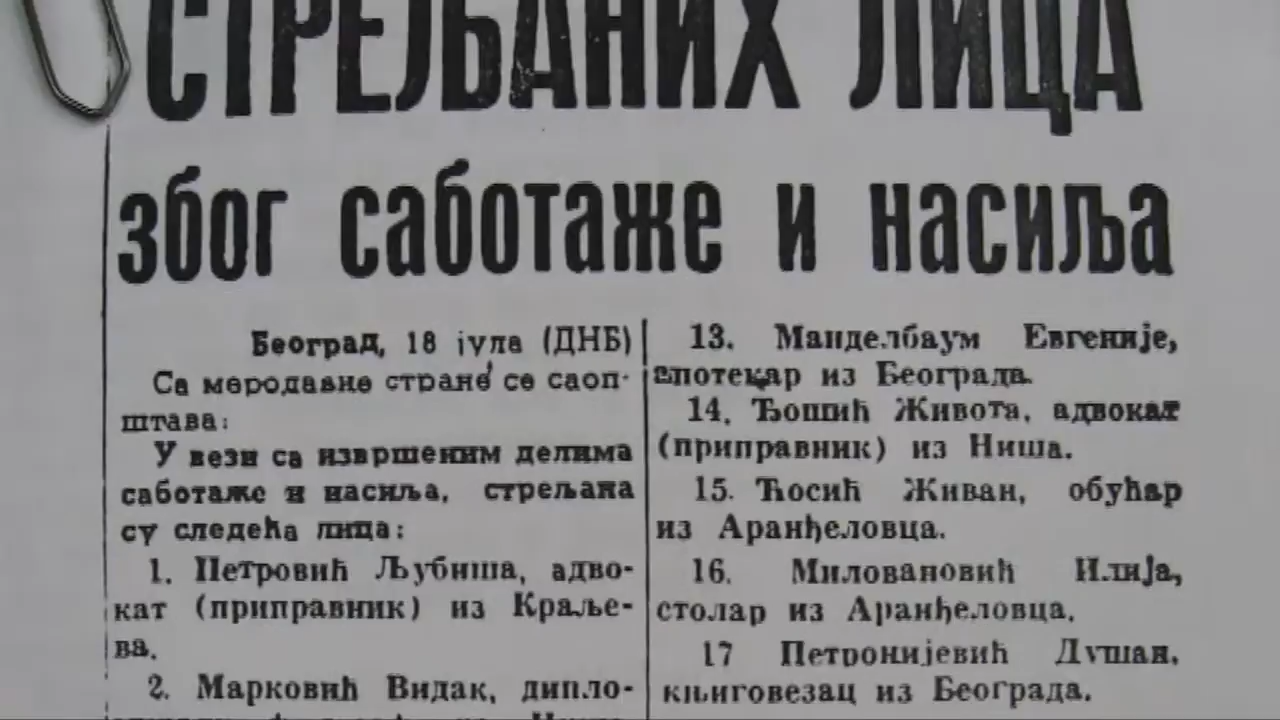 СТРЕЉАНИХ ЛИЦА
због саботаже и насиља
Београд, 18 јула (ДНБ)
Са меродавне стране се саоп-
штава:
У вези са извршеним делима
саботаже и насиља, стрељана
су следећа лица:
1. Петровић Љубиша, адво-
кат (приправник) из Краље-
ва.
2. Марковић Видак, дипло-
13. Манделбаум Евгеније,
апотекар из Београда.
14. Ђошић Живота, адвокат
(приправник) из Ниша.
15. Ћосић Живан, обућар
из Аранђеловца.
16. Миловановић Илија,
столар из Аранђеловца.
17 Петронијевић Душан,
књиговезац из Београда.